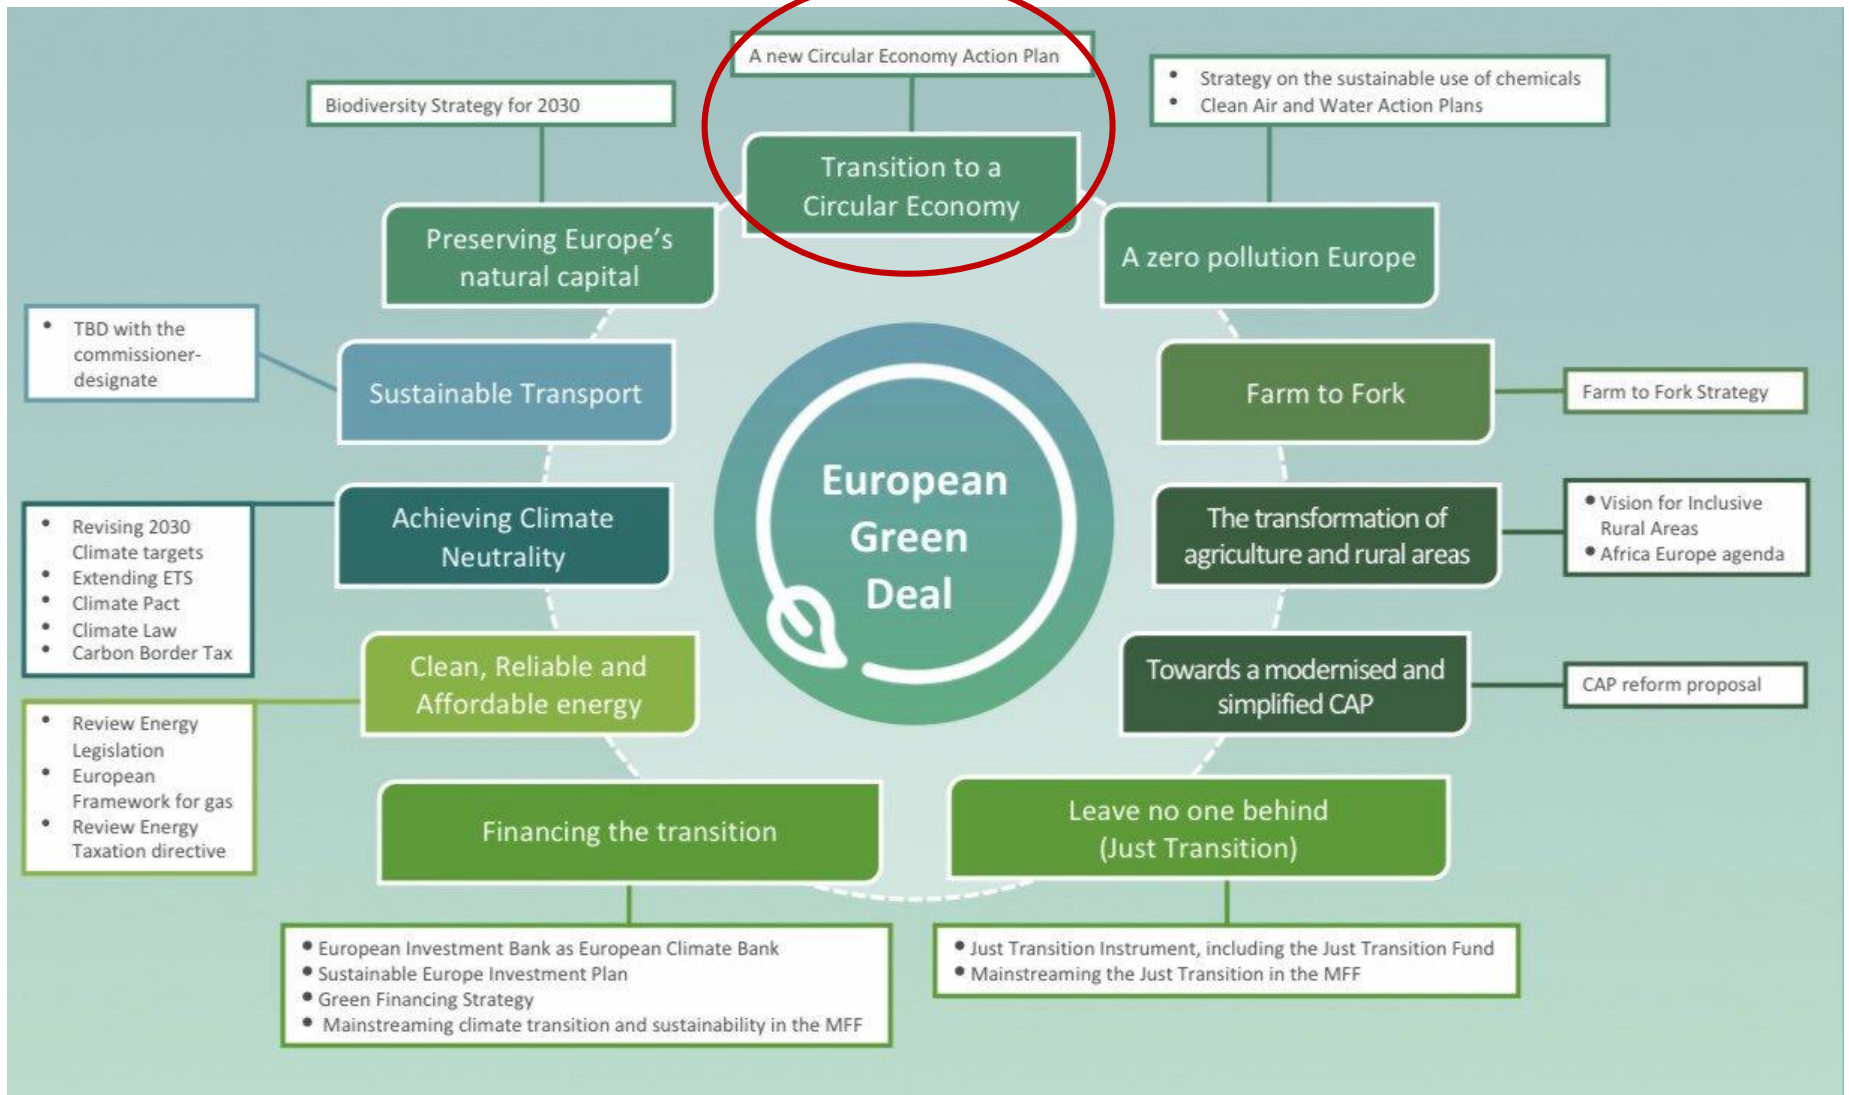 A new Circular Economy Action Plan
Transition to a
Circular Economy
• Strategy on the sustainable use of chemicals
• Clean Air and Water Action Plans
A zero pollution Europe
Farm to Fork
Farm to Fork Strategy
The transformation of
agriculture and rural areas
• Vision for Inclusive
Rural Areas
• Africa Europe agenda
Towards a modernised and
simplified CAP
CAP reform proposal
Leave no one behind
(Just Transition)
• Just Transition Instrument, including the Just Transition Fund
• Mainstreaming the Just Transition in the MFF
Financing the transition
• European Investment Bank as European Climate Bank
• Sustainable Europe Investment Plan
• Green Financing Strategy
• Mainstreaming climate transition and sustainability in the MFF
Clean, Reliable and
Affordable energy
• Review Energy
Legislation
• European
Framework for gas
• Review Energy
Taxation directive
Achieving Climate
Neutrality
• Revising 2030
Climate targets
• Extending ETS
• Climate Pact
• Climate Law
• Carbon Border Tax
Sustainable Transport
• TBD with the
commissioner-
designate
Preserving Europe's
natural capital
Biodiversity Strategy for 2030
European
Green
Deal